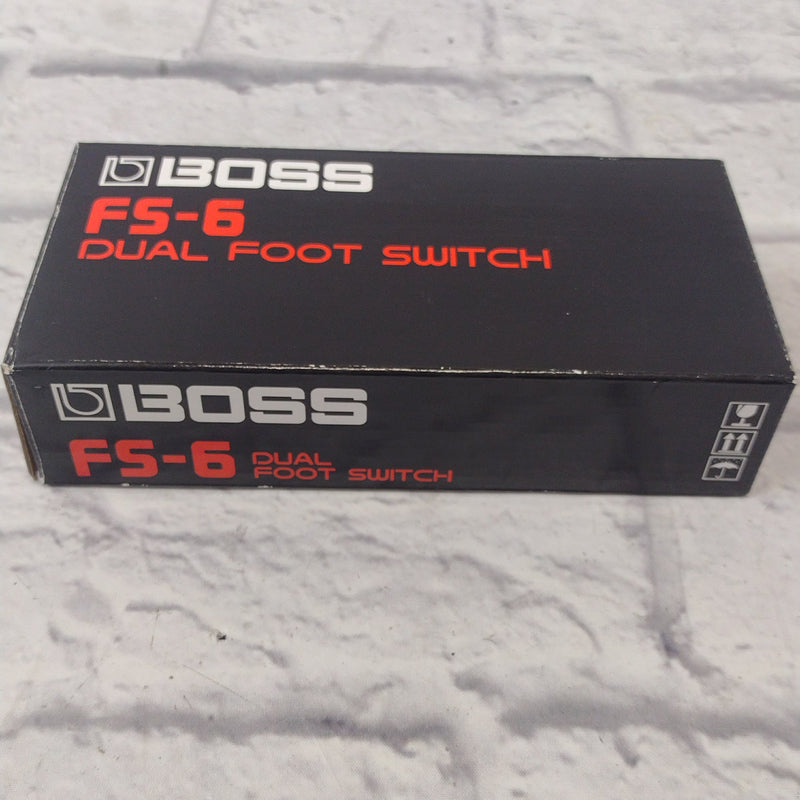 BOSS
FS-6
DUAL FOOT SWITCH
BOSS
FS-6 DUAL
FOOT SWITCH